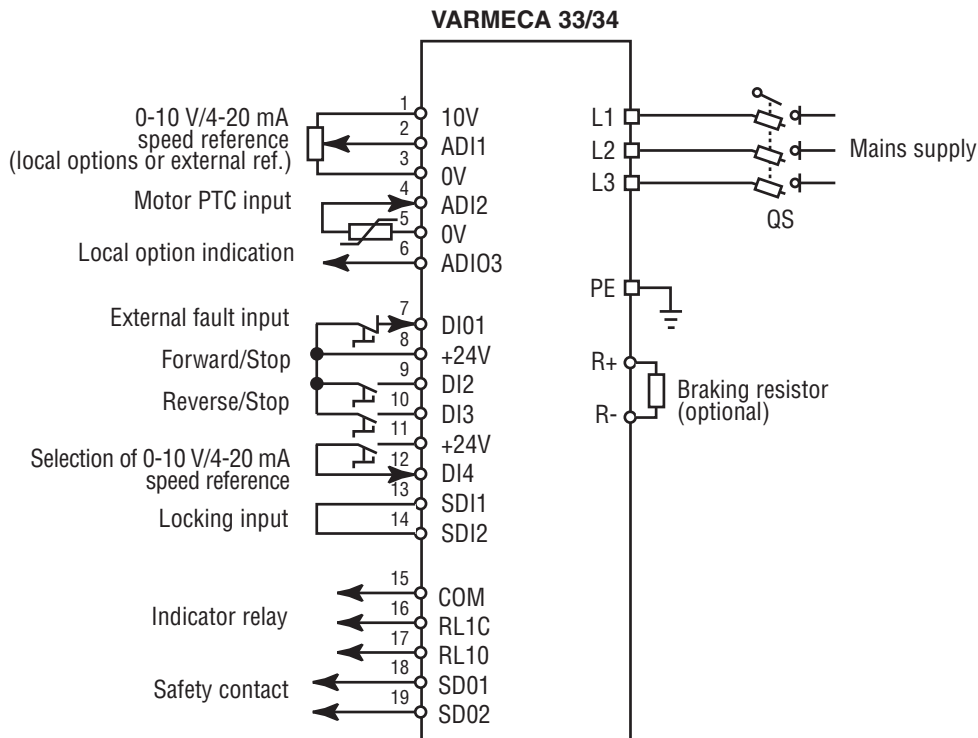 VARMECA 33/34
0-10 V/4-20 mA
speed reference
(local options or external ref.)
Motor PTC input
Local option indication
External fault input
Forward/Stop
Reverse/Stop
Selection of 0-10 V/4-20 mA
speed reference
Locking input
Indicator relay
Safety contact
1 10V
2 ADI1
3 0V
4 ADI2
5 0V
6 ADIO3
7 DI01
8 +24V
9 DI2
10 DI3
11 +24V
12 DI4
13 SDI1
14 SDI2
15 COM
16 RL1C
17 RL10
18 SD01
19 SD02
L1
L2
L3
Mains supply
QS
PE
R+
R-
Braking resistor
(optional)